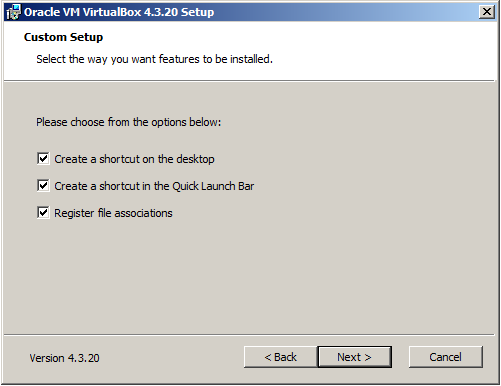 Oracle VM VirtualBox 4.3.20 Setup
Custom Setup
Select the way you want features to be installed.
Please choose from the options below:
Create a shortcut on the desktop
Create a shortcut in the Quick Launch Bar
Register file associations
Version 4.3.20
< Back
Next >
Cancel